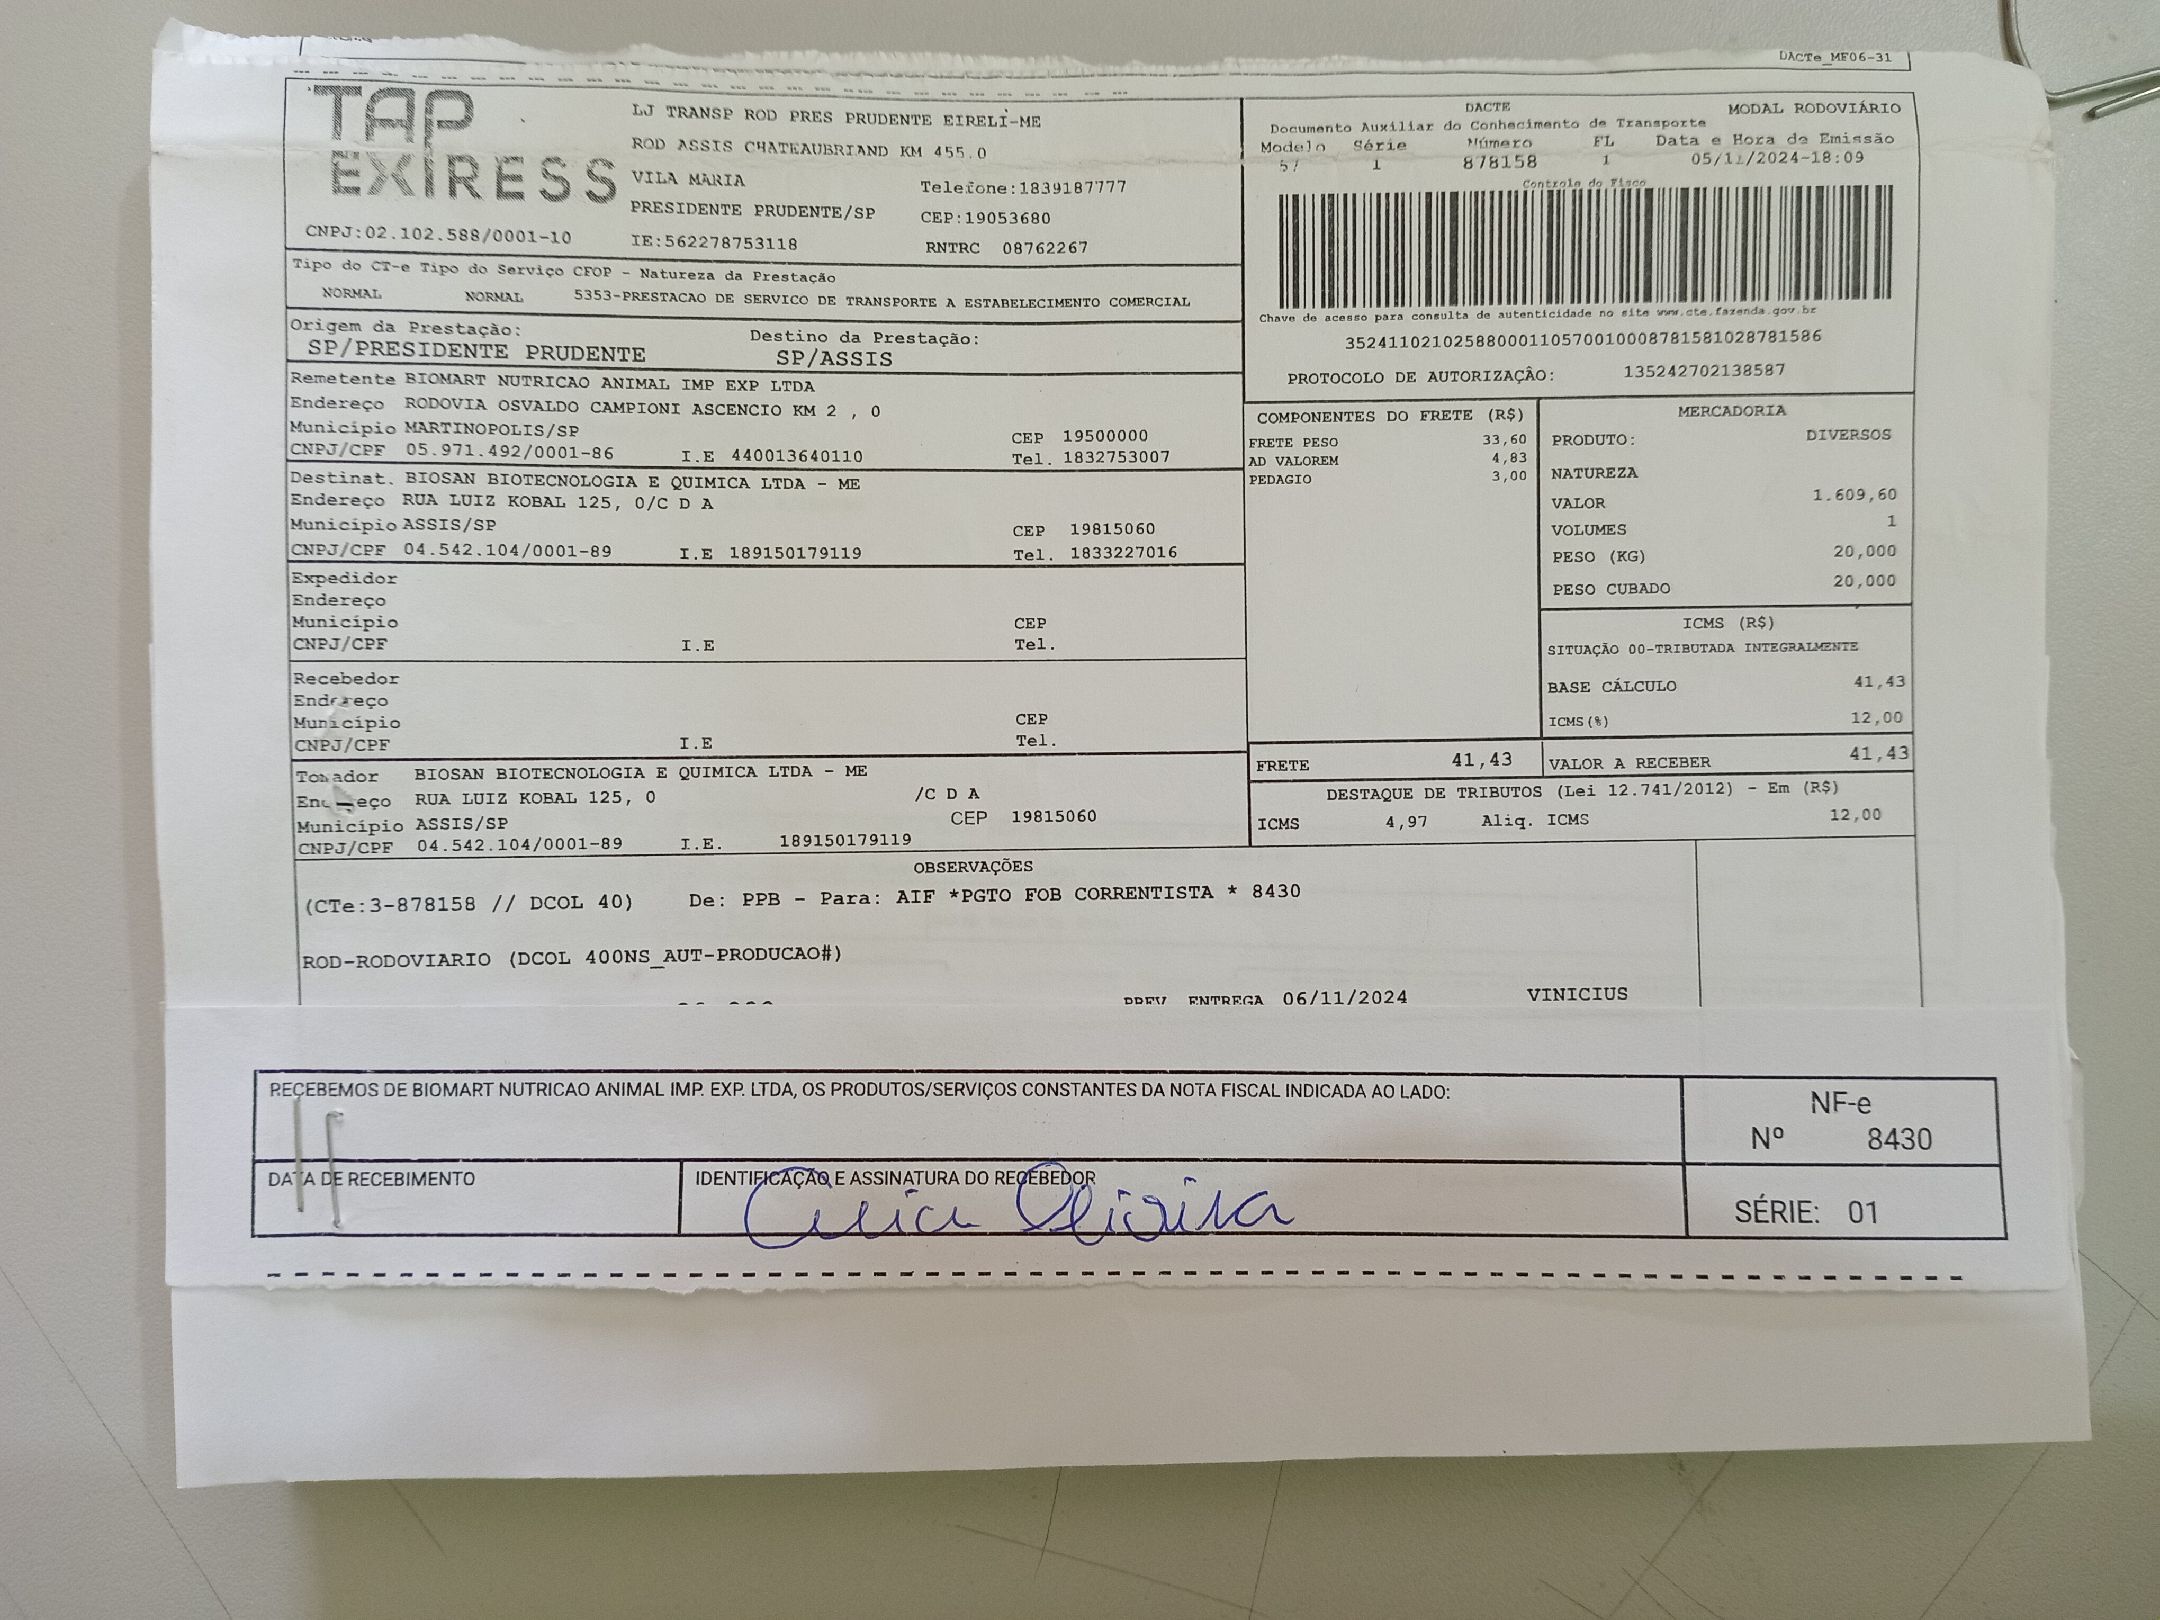 DACTe_MF06-31
TAP
EXIRESS
CNPJ:02.102.588/0001-10
LJ TRANSP ROD PRES PRUDENTE EIRELI-ME
ROD ASSIS CHATEAUBRIAND KM 455.0
VILA MARIA
Telefone:1839187777
PRESIDENTE PRUDENTE/SP
CEP:19053680
IE:562278753118
RNTRC 08762267
DACTE
MODAL RODOVIÁRIO
Documento Auxiliar do Conhecimento de Transporte
Modelo Série Número FL Data e Hora de Emissão
57 1 878158 1 05/11/2024-18:09
Controle do Fisco
Chave de acesso para consulta de autenticidade no site www.cte.fazenda.gov.br
35241102102588000110570010008781581028781586
PROTOCOLO DE AUTORIZAÇÃO: 135242702138587
Tipo do CT-e Tipo do Serviço CFOP - Natureza da Prestação
NORMAL NORMAL 5353-PRESTACAO DE SERVICO DE TRANSPORTE A ESTABELECIMENTO COMERCIAL
Origem da Prestação: Destino da Prestação:
SP/PRESIDENTE PRUDENTE SP/ASSIS
Remetente BIOMART NUTRICAO ANIMAL IMP EXP LTDA
Endereço RODOVIA OSVALDO CAMPIONI ASCENCIO KM 2 , 0
Município MARTINOPOLIS/SP CEP 19500000
CNPJ/CPF 05.971.492/0001-86 I.E 440013640110 Tel. 1832753007
Destinat. BIOSAN BIOTECNOLOGIA E QUIMICA LTDA - ME
Endereço RUA LUIZ KOBAL 125, 0/C D A
Município ASSIS/SP CEP 19815060
CNPJ/CPF 04.542.104/0001-89 I.E 189150179119 Tel. 1833227016
Expedidor
Endereço
Município CEP
CNPJ/CPF I.E Tel.
Recebedor
Endereço
Município CEP
CNPJ/CPF I.E Tel.
Tomador BIOSAN BIOTECNOLOGIA E QUIMICA LTDA - ME
Endereço RUA LUIZ KOBAL 125, 0 /C D A
Município ASSIS/SP CEP 19815060
CNPJ/CPF 04.542.104/0001-89 I.E. 189150179119
COMPONENTES DO FRETE (R$)
FRETE PESO 33,60
AD VALOREM 4,83
PEDAGIO 3,00
MERCADORIA
PRODUTO: DIVERSOS
NATUREZA
VALOR 1.609,60
VOLUMES 1
PESO (KG) 20,000
PESO CUBADO 20,000
ICMS (R$)
SITUAÇÃO 00-TRIBUTADA INTEGRALMENTE
BASE CÁLCULO 41,43
ICMS(%) 12,00
FRETE 41,43 VALOR A RECEBER 41,43
DESTAQUE DE TRIBUTOS (Lei 12.741/2012) - Em (R$)
ICMS 4,97 Aliq. ICMS 12,00
OBSERVAÇÕES
(CTe:3-878158 // DCOL 40) De: PPB - Para: AIF *PGTO FOB CORRENTISTA * 8430
ROD-RODOVIARIO (DCOL 400NS_AUT-PRODUCAO#)
PREV ENTREGA 06/11/2024 VINICIUS
RECEBEMOS DE BIOMART NUTRICAO ANIMAL IMP. EXP. LTDA, OS PRODUTOS/SERVIÇOS CONSTANTES DA NOTA FISCAL INDICADA AO LADO:
NF-e
Nº 8430
SÉRIE: 01
DATA DE RECEBIMENTO
IDENTIFICAÇÃO E ASSINATURA DO RECEBEDOR